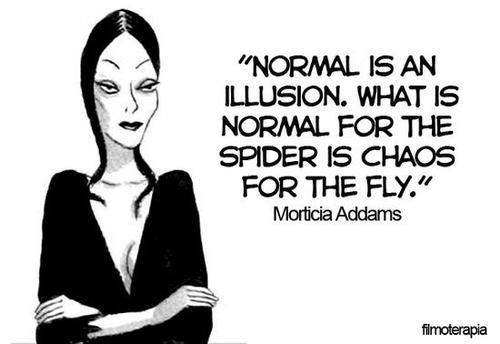 "NORMAL IS AN
ILLUSION. WHAT IS
NORMAL FOR THE
SPIDER IS CHAOS
FOR THE FLY."
Morticia Addams
filmoterapia